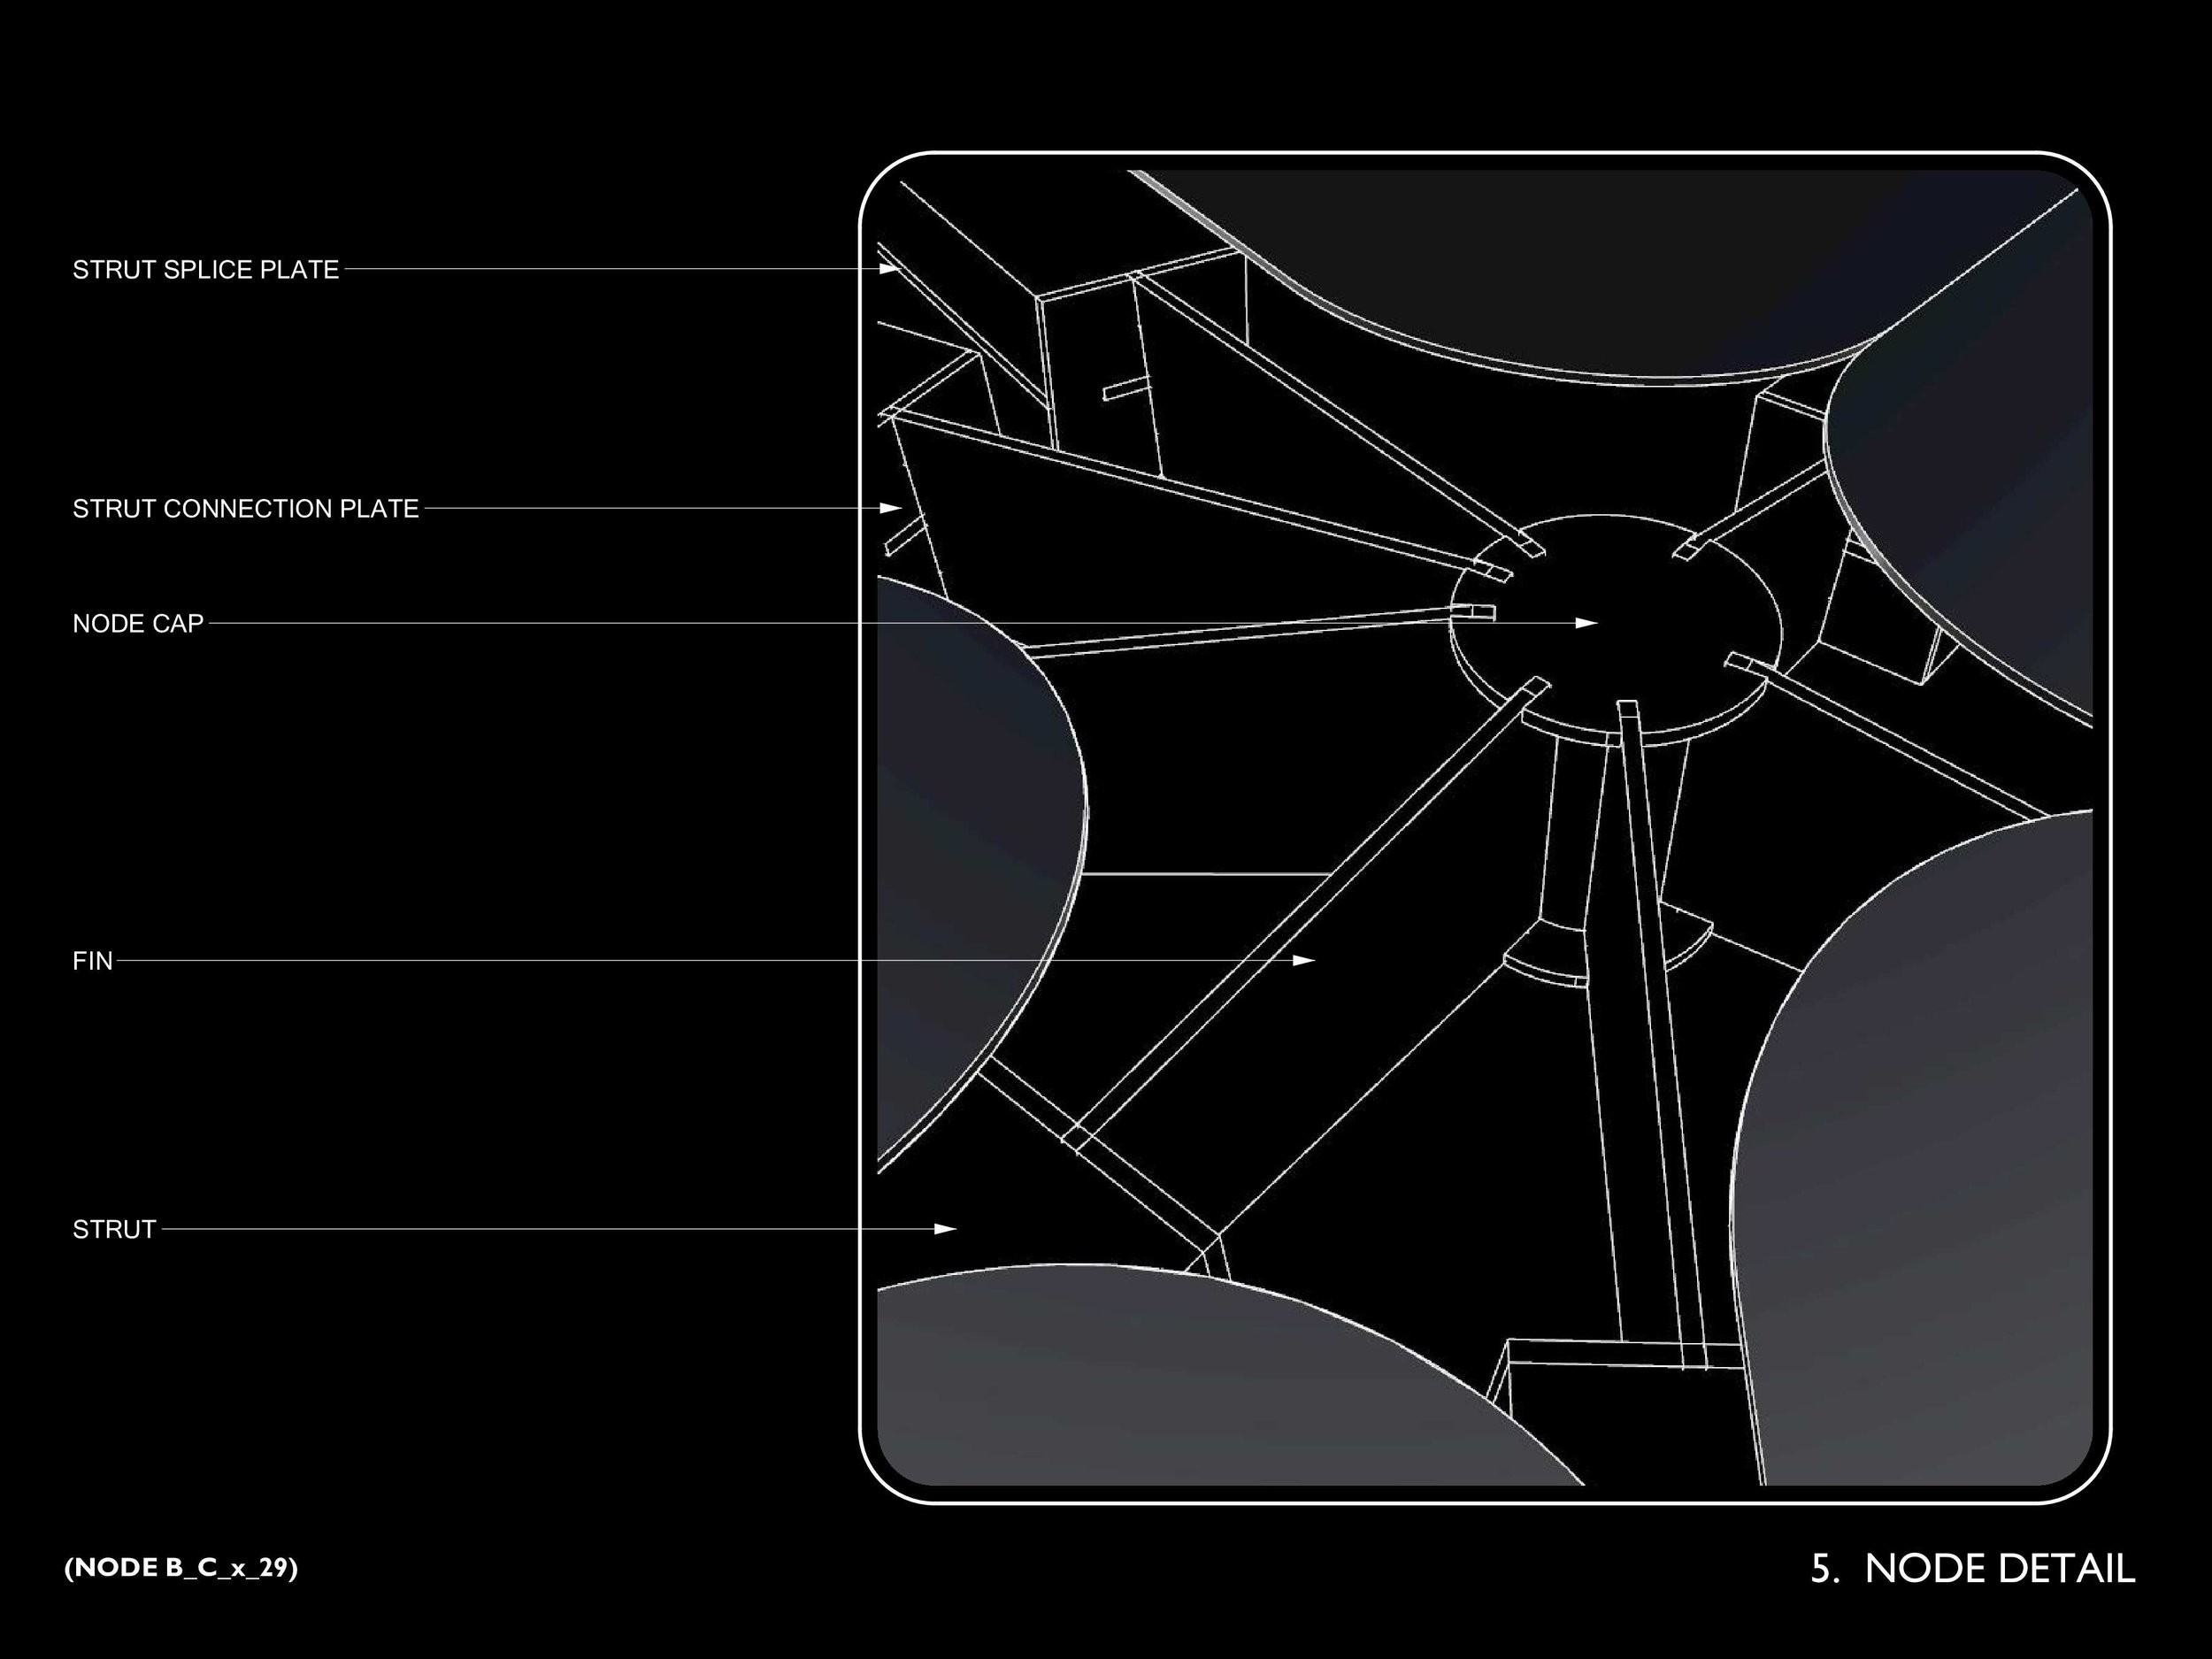 STRUT SPLICE PLATE
STRUT CONNECTION PLATE
NODE CAP
FIN
STRUT
(NODE B_C_x_29)
5. NODE DETAIL